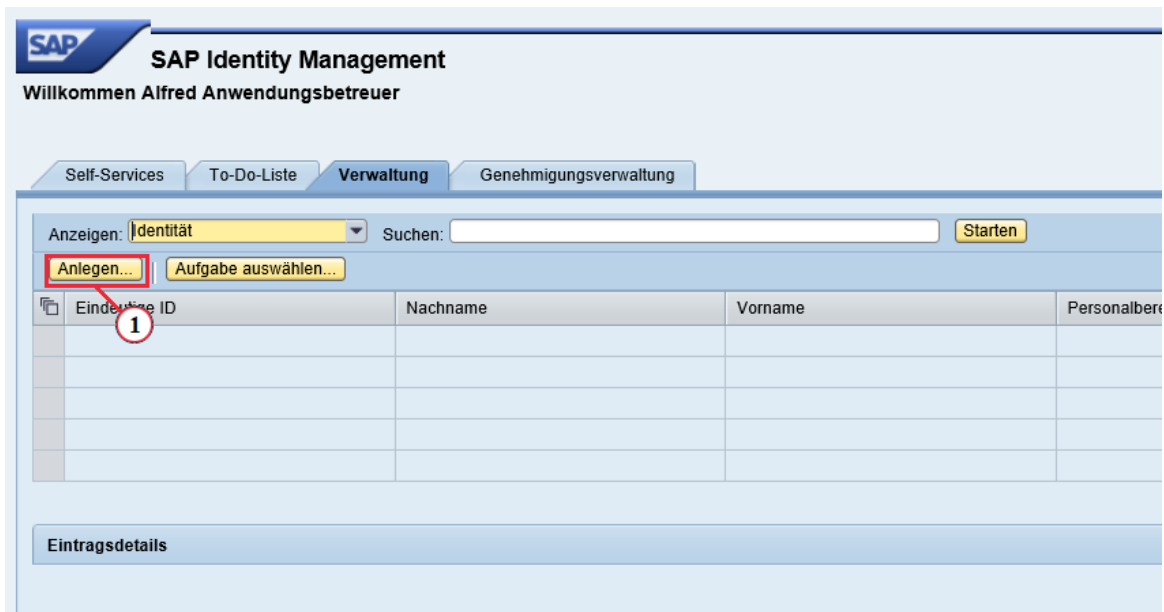 SAP
SAP Identity Management
Willkommen Alfred Anwendungsbetreuer
Self-Services To-Do-Liste Verwaltung Genehmigungsverwaltung
Anzeigen: Identität Suchen: Starten
Anlegen... Aufgabe auswählen...
Eindeutige ID Nachname Vorname
1
Eintragsdetails